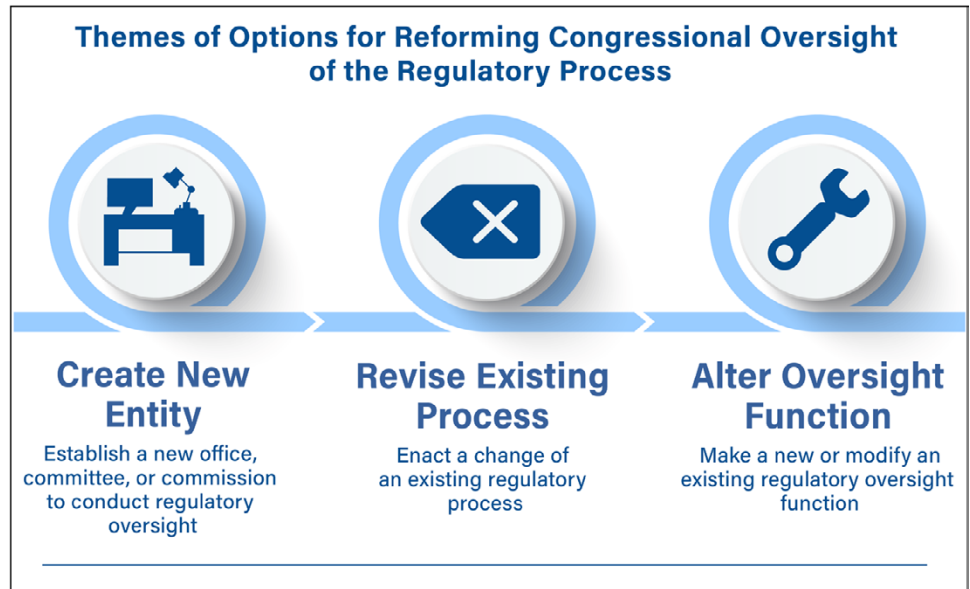 Themes of Options for Reforming Congressional Oversight
of the Regulatory Process
Create New
Entity
Establish a new office,
committee, or commission
to conduct regulatory
oversight
Revise Existing
Process
Enact a change of
an existing regulatory
process
Alter Oversight
Function
Make a new or modify an
existing regulatory oversight
function